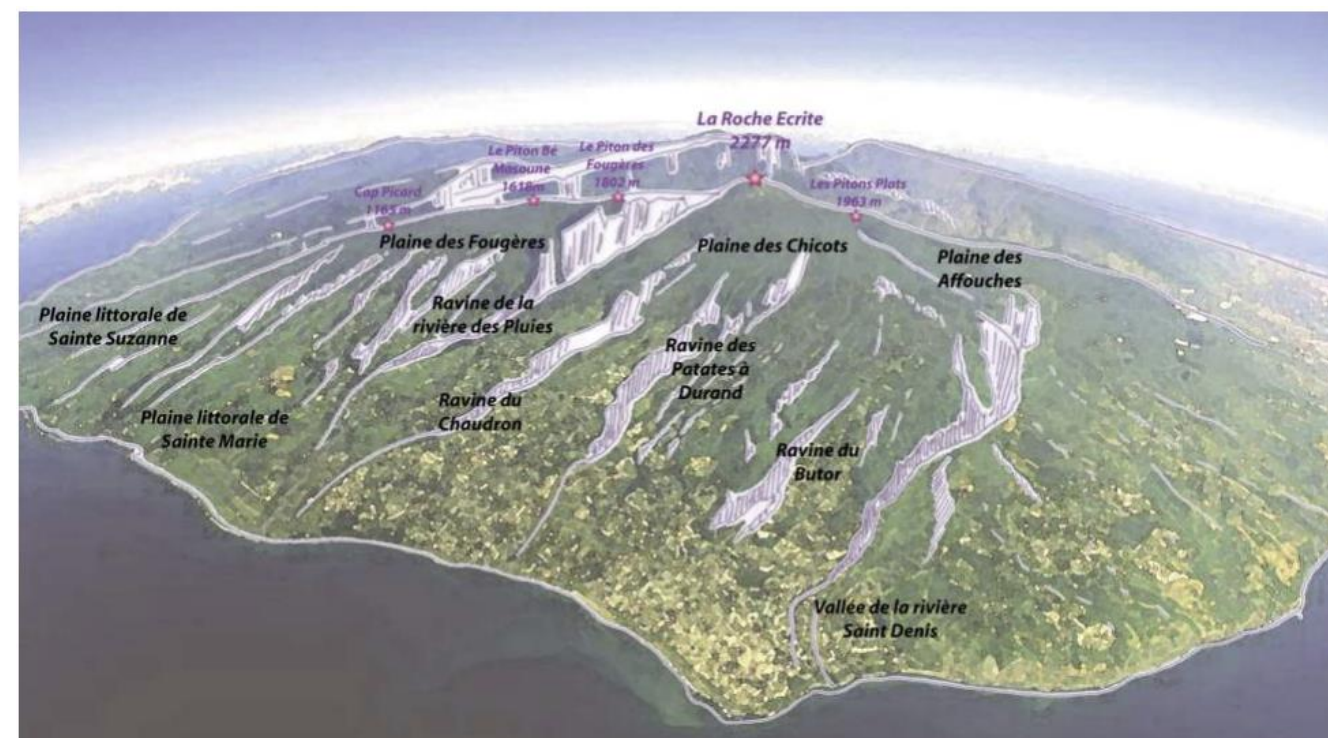 La Roche Ecrite
2277 m
Le Piton des
Fougères
1802 m
Le Piton Bé
Masoune
1618m
Cap Picard
1165 m
Les Pitons Plats
1963 m
Plaine des Fougères
Plaine des Chicots
Plaine des
Affouches
Plaine littorale de
Sainte Suzanne
Ravine de la
rivière des Pluies
Ravine des
Patates à
Durand
Plaine littorale de
Sainte Marie
Ravine du
Chaudron
Ravine du
Butor
Vallée de la rivière
Saint Denis